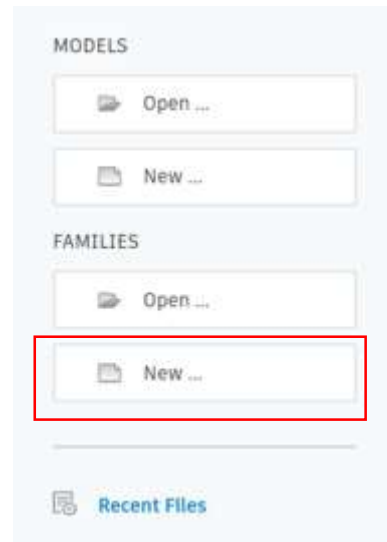 MODELS
Open ...
New ...
FAMILIES
Open ...
New ...
Recent Files